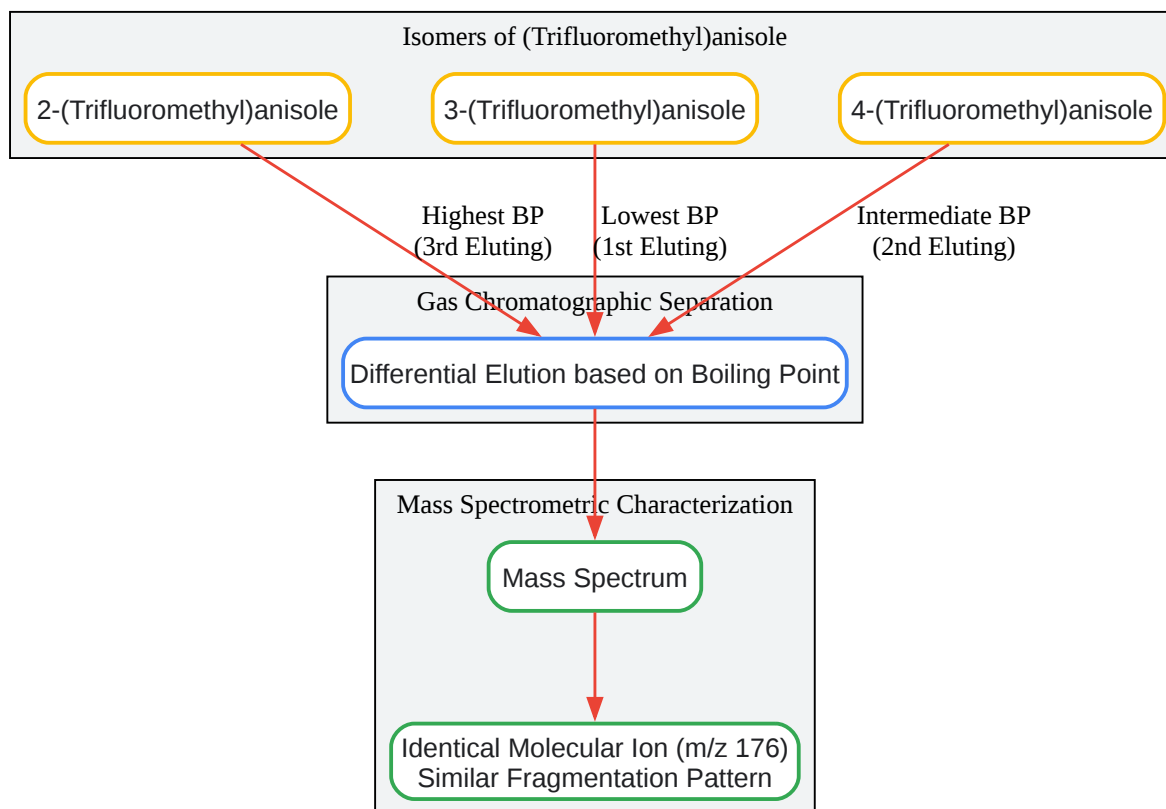 Isomers of (Trifluoromethyl)anisole
2-(Trifluoromethyl)anisole
3-(Trifluoromethyl)anisole
4-(Trifluoromethyl)anisole
Highest BP
(3rd Eluting)
Lowest BP
(1st Eluting)
Intermediate BP
(2nd Eluting)
Gas Chromatographic Separation
Differential Elution based on Boiling Point
Mass Spectrometric Characterization
Mass Spectrum
Identical Molecular Ion (m/z 176)
Similar Fragmentation Pattern